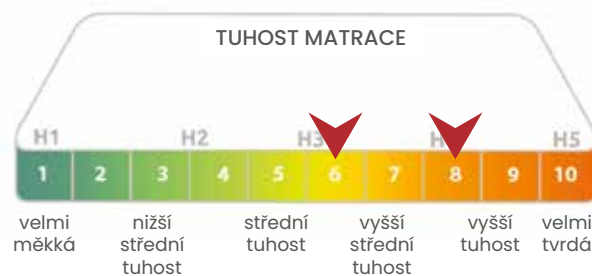 TUHOST MATRACE
H1 H2 H3 H H5
1 2 3 4 5 6 7 8 9 10
velmi měkká
nižší střední tuhost
střední tuhost
vyšší střední tuhost
vyšší tuhost
velmi tvrdá